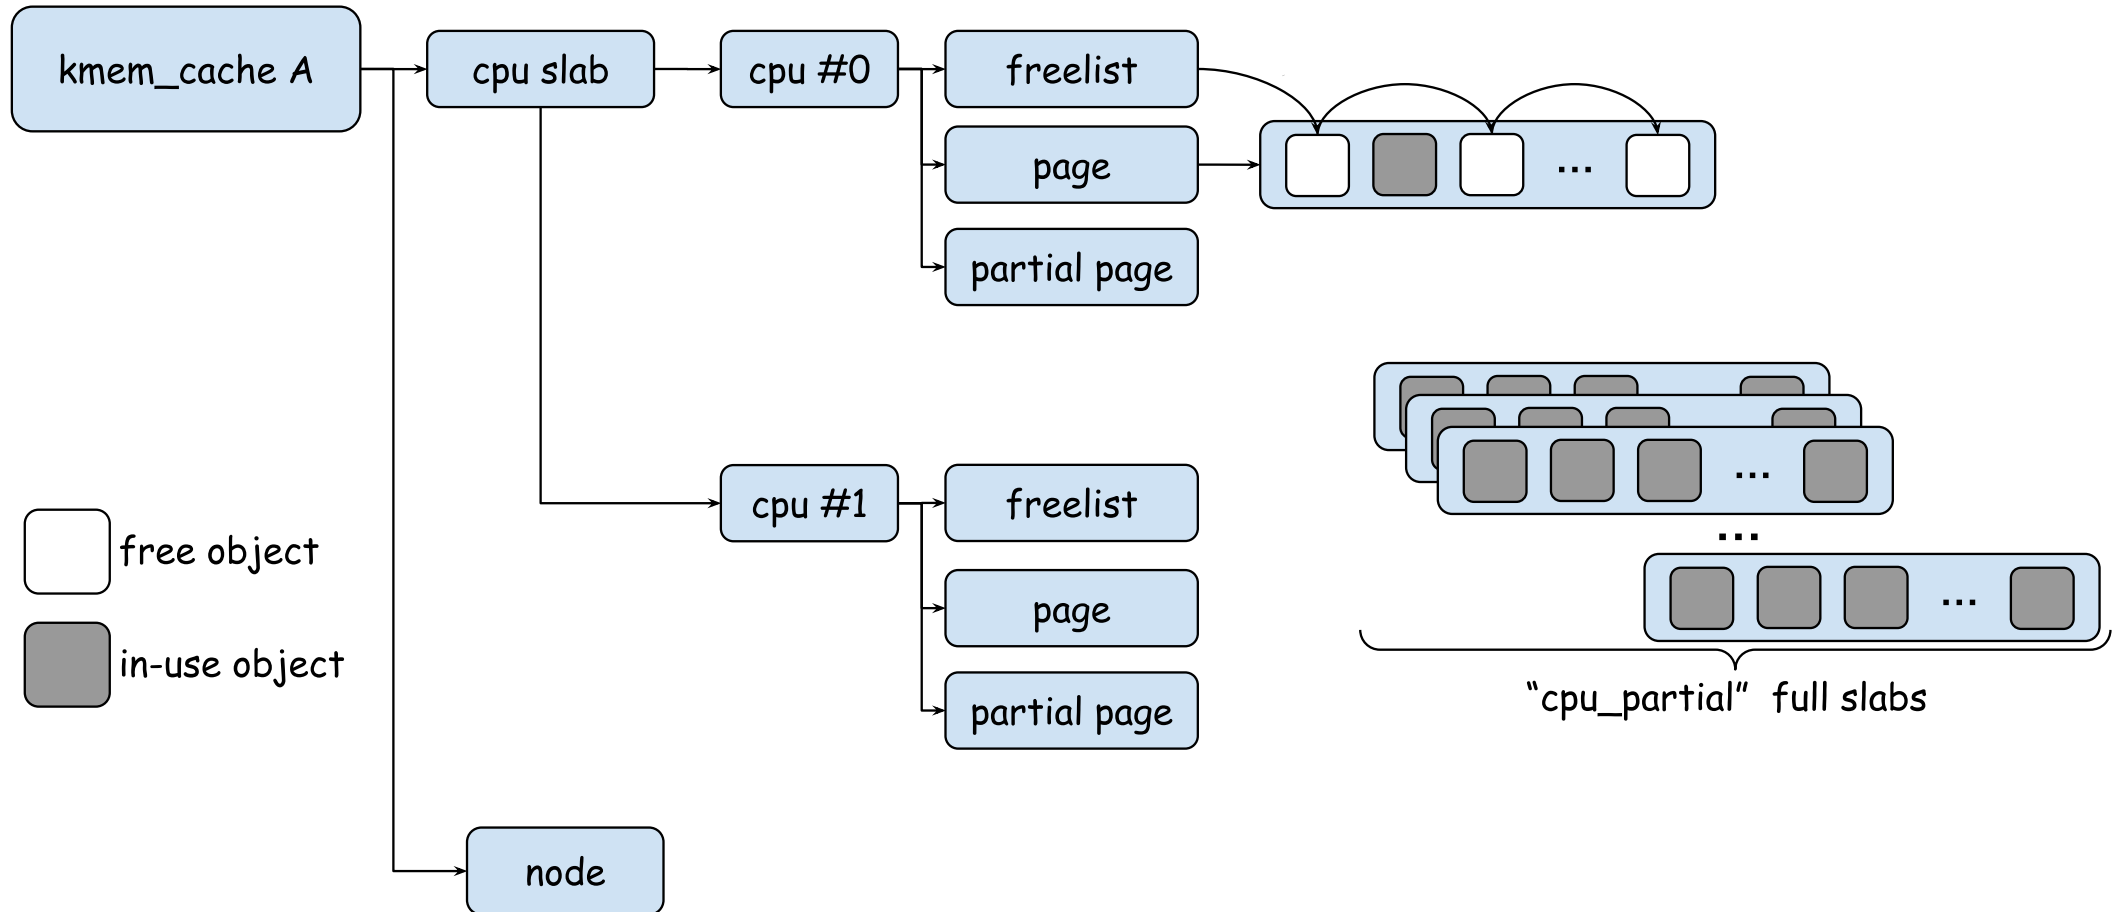 kmem_cache A
cpu slab
cpu #0
freelist
page
...
partial page
...
cpu #1
freelist
...
free object
page
...
in-use object
partial page
“cpu_partial” full slabs
node